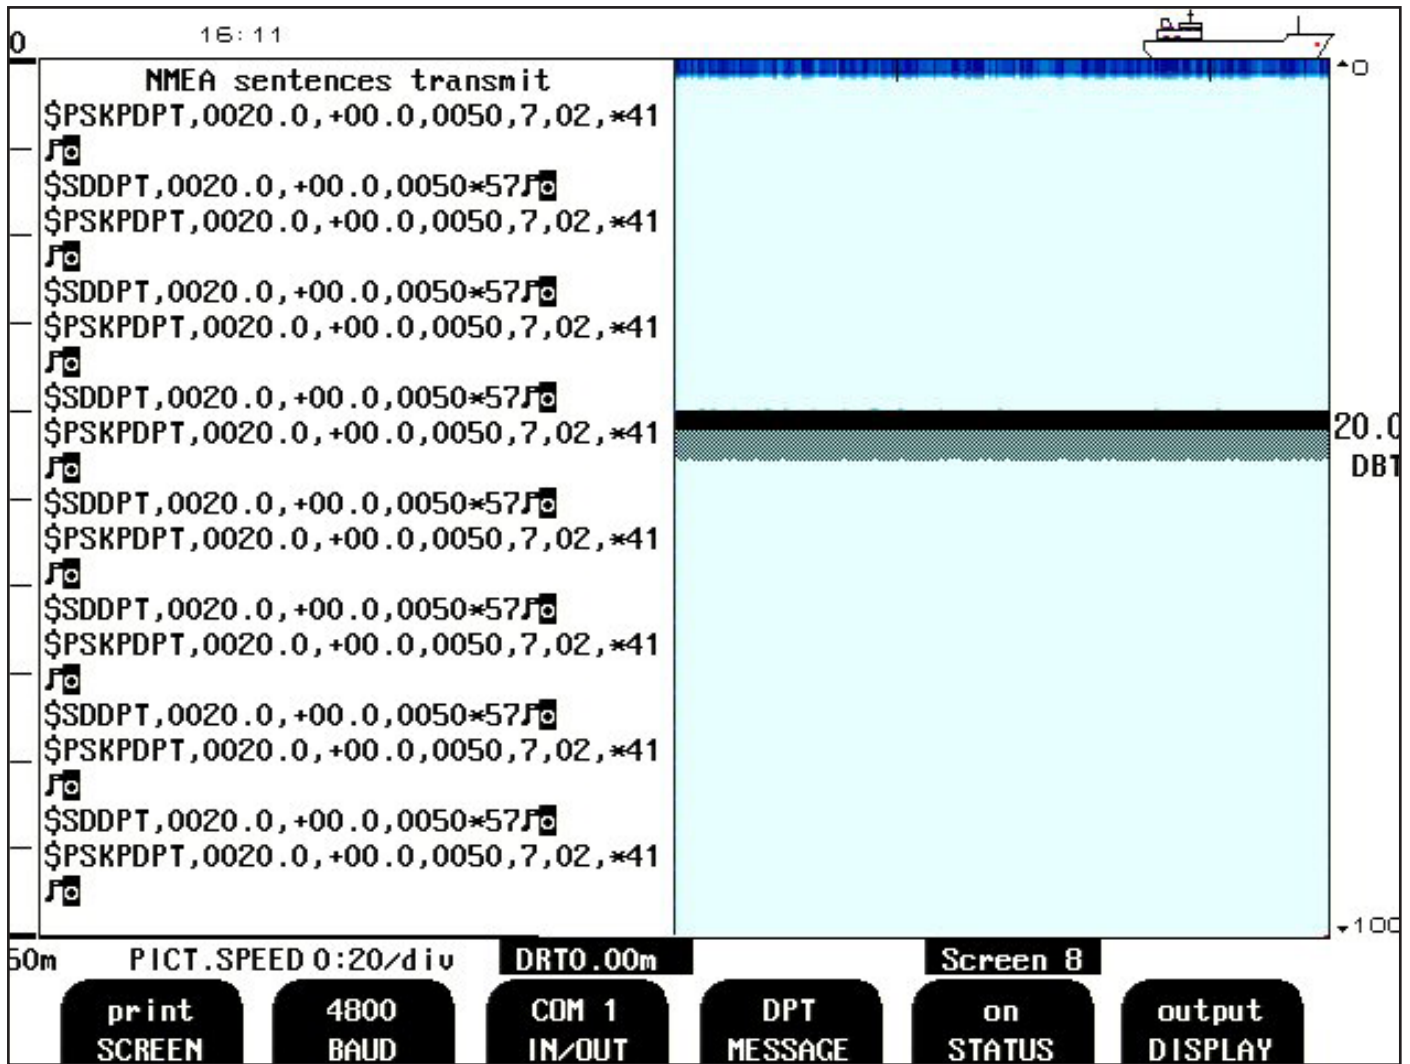 0
16:11
NMEA sentences transmit
$PSKPDPT,0020.0,+00.0,0050,7,02,*41
♪◙
$SDDPT,0020.0,+00.0,0050*57♪◙
$PSKPDPT,0020.0,+00.0,0050,7,02,*41
♪◙
$SDDPT,0020.0,+00.0,0050*57♪◙
$PSKPDPT,0020.0,+00.0,0050,7,02,*41
♪◙
$SDDPT,0020.0,+00.0,0050*57♪◙
$PSKPDPT,0020.0,+00.0,0050,7,02,*41
♪◙
$SDDPT,0020.0,+00.0,0050*57♪◙
$PSKPDPT,0020.0,+00.0,0050,7,02,*41
♪◙
$SDDPT,0020.0,+00.0,0050*57♪◙
$PSKPDPT,0020.0,+00.0,0050,7,02,*41
♪◙
$SDDPT,0020.0,+00.0,0050*57♪◙
$PSKPDPT,0020.0,+00.0,0050,7,02,*41
♪◙
$SDDPT,0020.0,+00.0,0050*57♪◙
$PSKPDPT,0020.0,+00.0,0050,7,02,*41
♪◙
0
20.0
DBT
100
50m PICT.SPEED 0:20/div DRT0.00m Screen 8
print 4800 COM 1 DPT on output
SCREEN BAUD IN/OUT MESSAGE STATUS DISPLAY